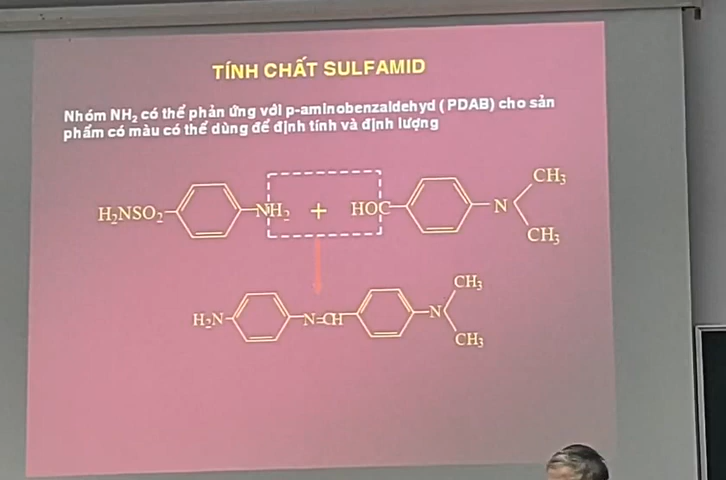 TÍNH CHẤT SULFAMID
Nhóm NH₂ có thể phản ứng với p-aminobenzaldehyd ( PDAB) cho sản
phẩm có màu có thể dùng để định tính và định lượng
CH₃
H₂NSO₂ NH₂ + HOC N
CH₃
CH₃
H₂N N=CH N
CH₃